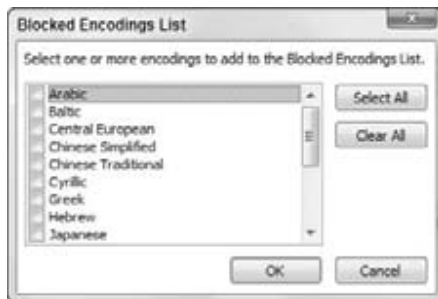 Blocked Encodings List
Select one or more encodings to add to the Blocked Encodings List.
Arabic
Baltic
Central European
Chinese Simplified
Chinese Traditional
Cyrillic
Greek
Hebrew
Japanese
Select All
Clear All
OK
Cancel